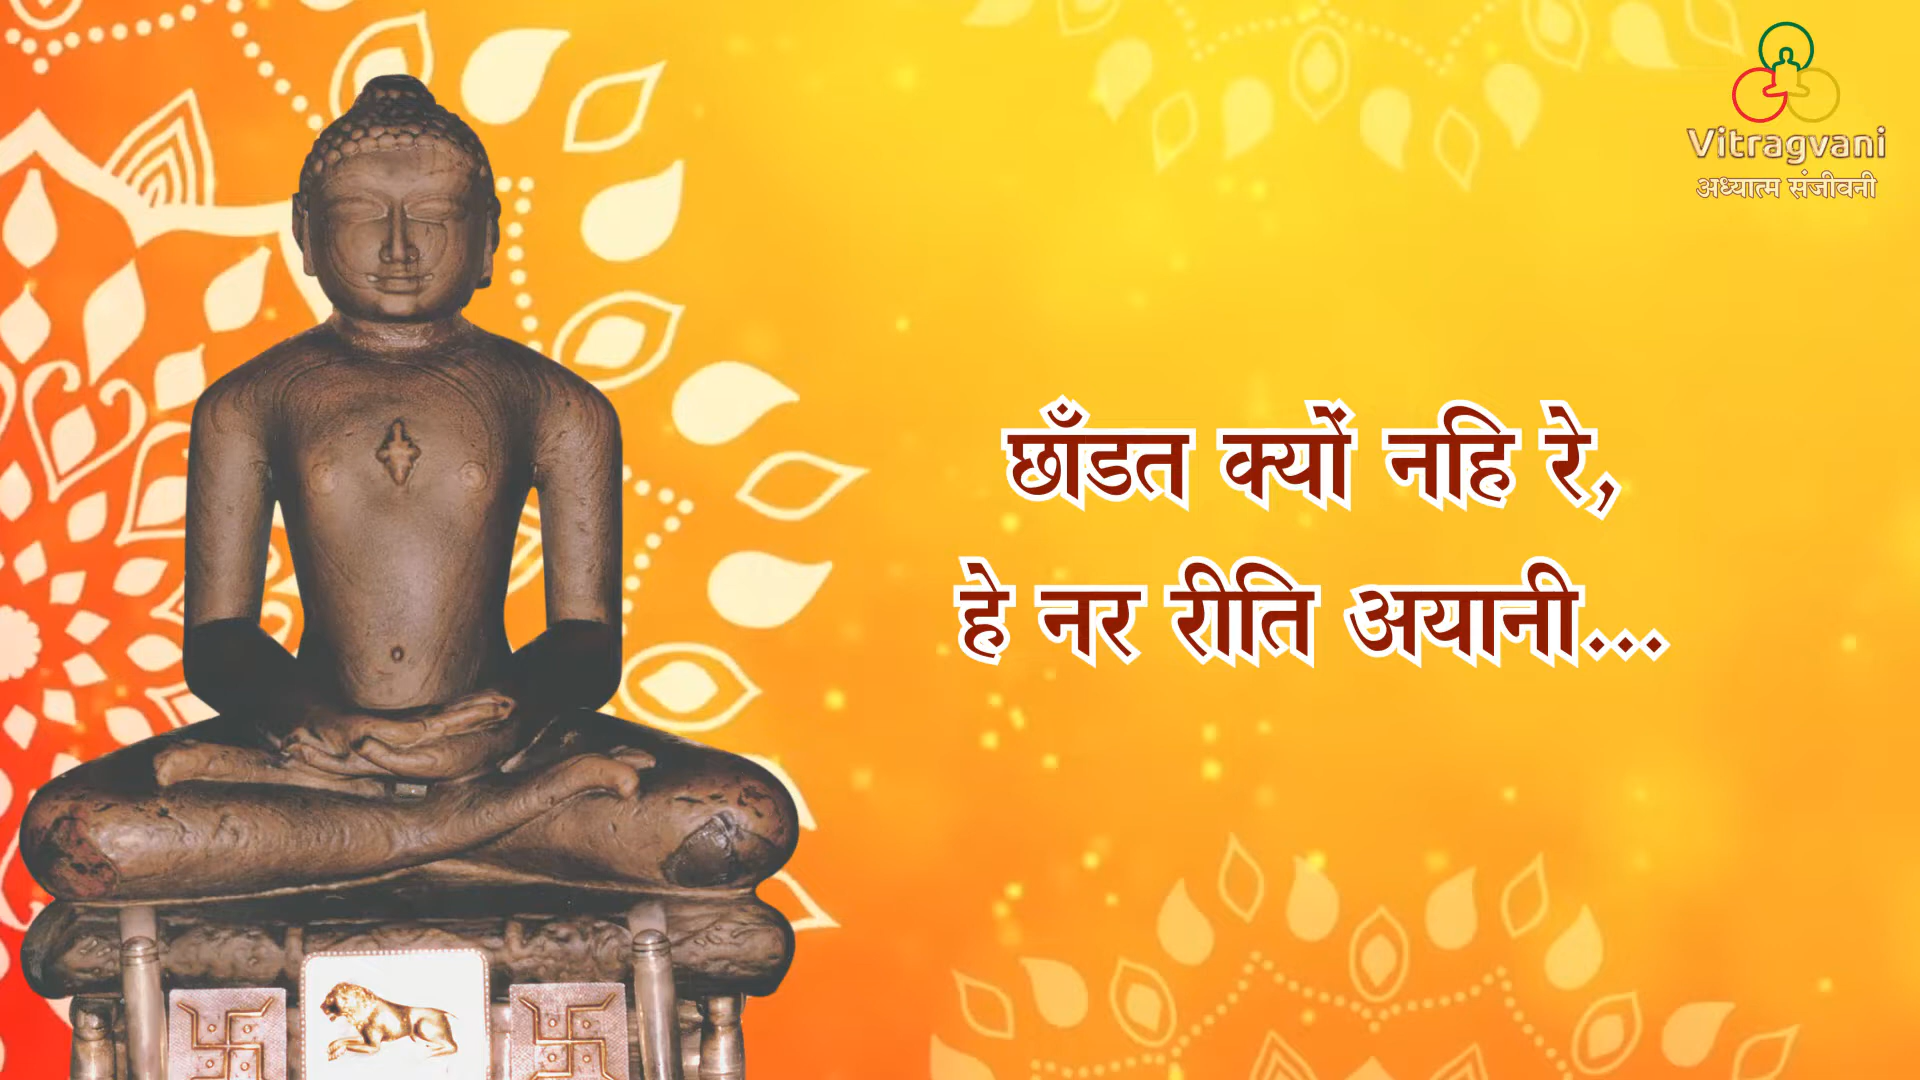 Vitragvani
अध्यात्म संजीवनी
छाँडत क्यों नहि रे,
हे नर रीति अयानी...